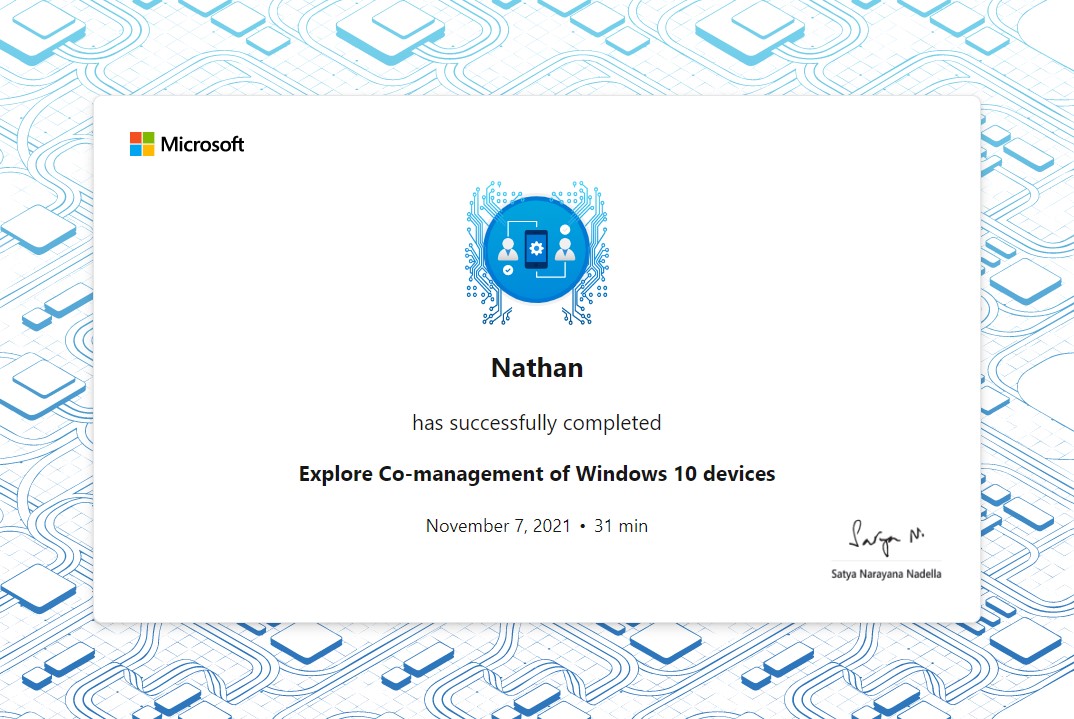 Microsoft
Nathan
has successfully completed
Explore Co-management of Windows 10 devices
November 7, 2021 • 31 min
Satya N.
Satya Narayana Nadella